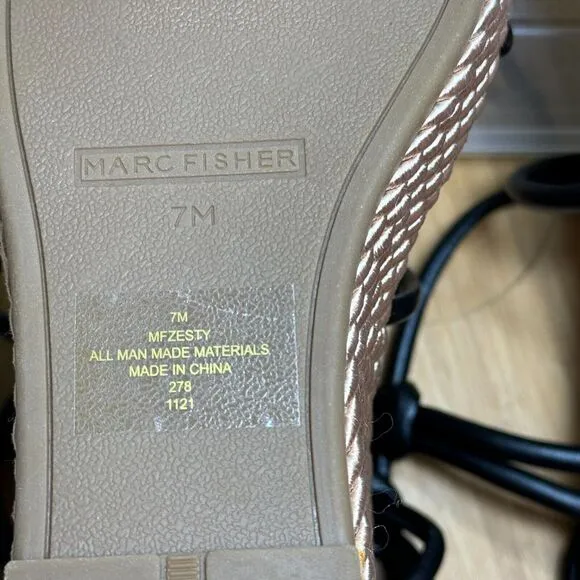 MARC FISHER
7M
7M
MFZESTY
ALL MAN MADE MATERIALS
MADE IN CHINA
278
1121